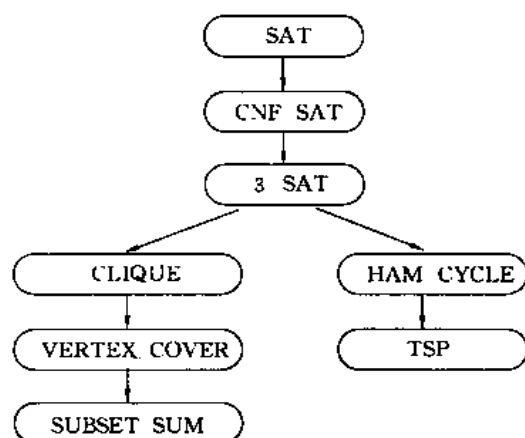 SAT
CNF SAT
3 SAT
CLIQUE
HAM CYCLE
VERTEX COVER
TSP
SUBSET SUM